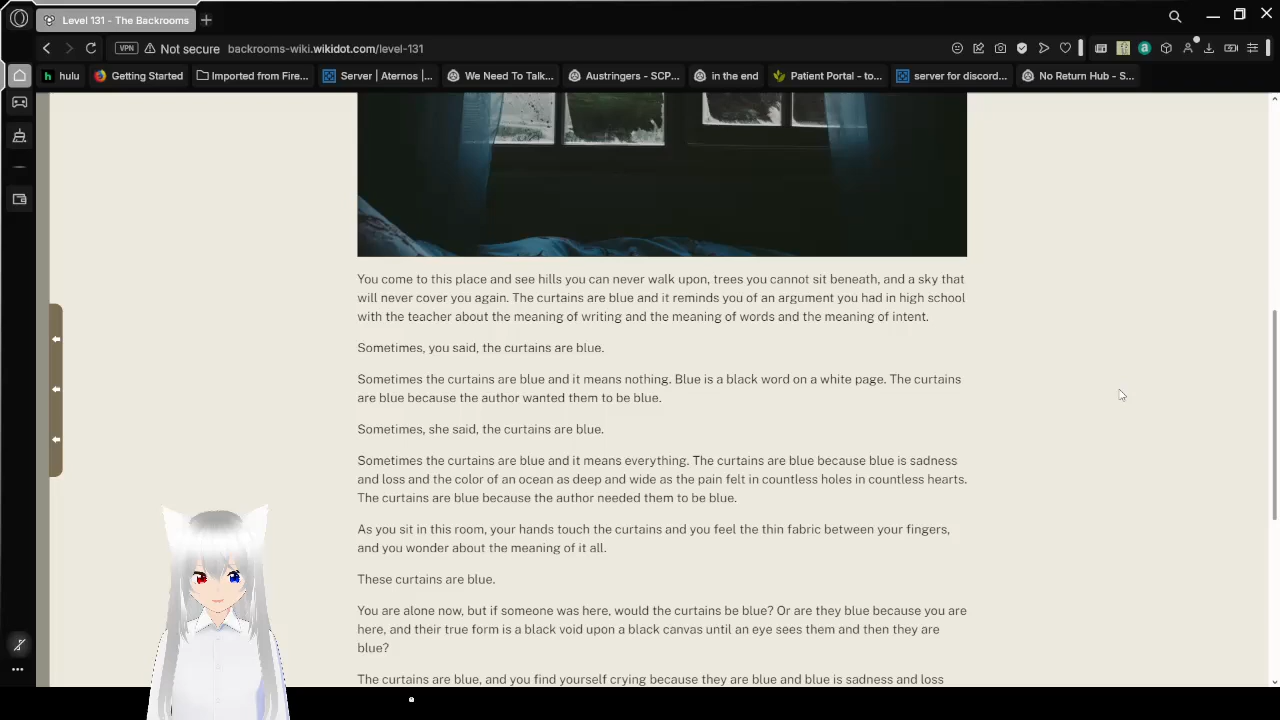 Level 131 - The Backrooms
VPN Not secure backrooms-wiki.wikidot.com/level-131
hulu Getting Started Imported from Fire... Server | Aternos |... We Need To Talk... Austringers - SCP... in the end Patient Portal - to... server for discord... No Return Hub - S...
You come to this place and see hills you can never walk upon, trees you cannot sit beneath, and a sky that
will never cover you again. The curtains are blue and it reminds you of an argument you had in high school
with the teacher about the meaning of writing and the meaning of words and the meaning of intent.
Sometimes, you said, the curtains are blue.
Sometimes the curtains are blue and it means nothing. Blue is a black word on a white page. The curtains
are blue because the author wanted them to be blue.
Sometimes, she said, the curtains are blue.
Sometimes the curtains are blue and it means everything. The curtains are blue because blue is sadness
and loss and the color of an ocean as deep and wide as the pain felt in countless holes in countless hearts.
The curtains are blue because the author needed them to be blue.
As you sit in this room, your hands touch the curtains and you feel the thin fabric between your fingers,
and you wonder about the meaning of it all.
These curtains are blue.
You are alone now, but if someone was here, would the curtains be blue? Or are they blue because you are
here, and their true form is a black void upon a black canvas until an eye sees them and then they are
blue?
The curtains are blue, and you find yourself crying because they are blue and blue is sadness and loss